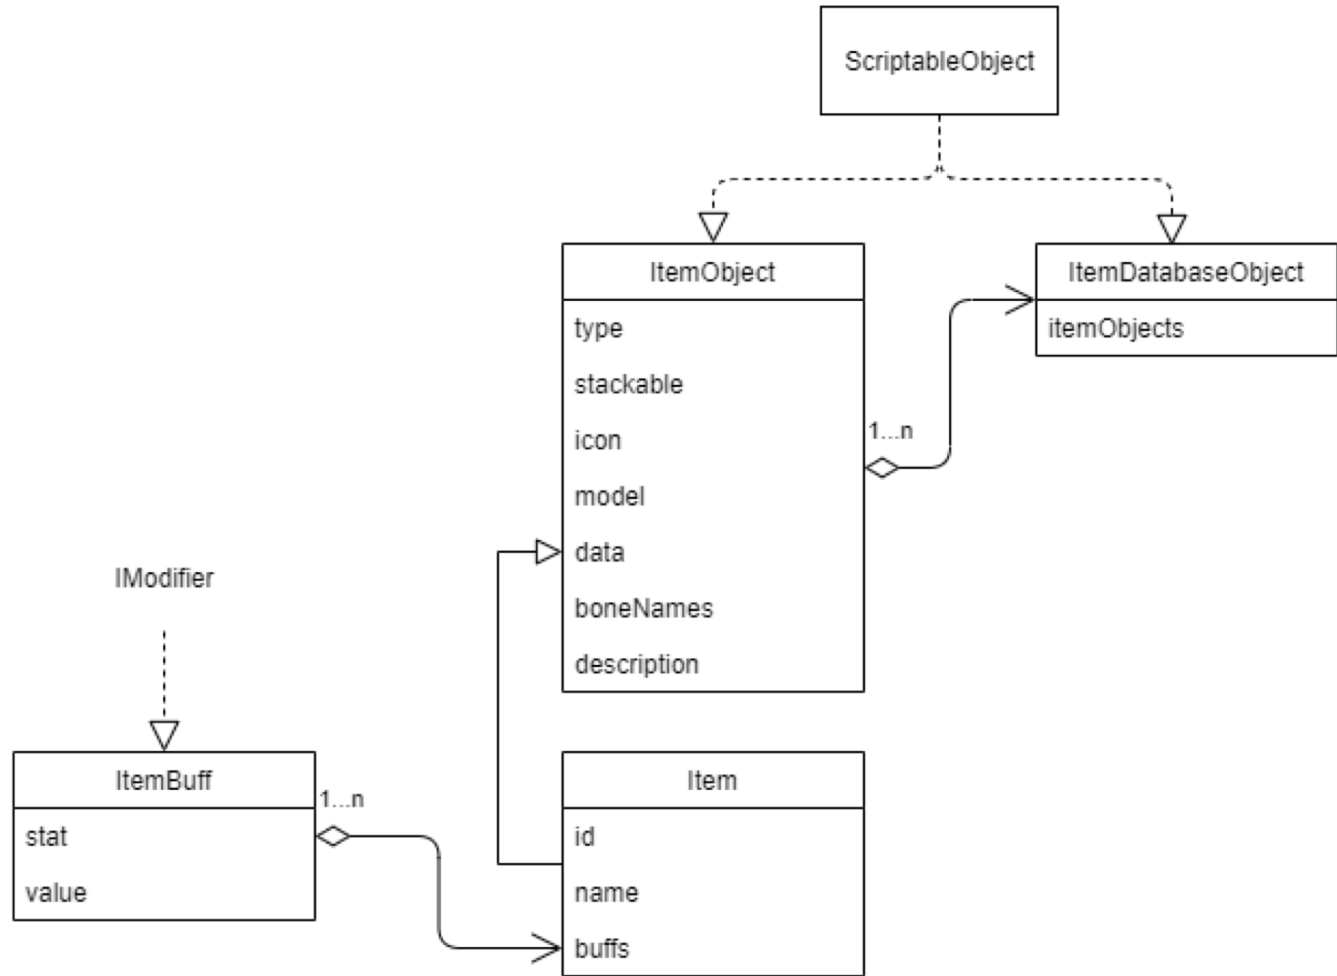 ScriptableObject
ItemObject
type
stackable
icon
model
data
boneNames
description
1...n
ItemDatabaseObject
itemObjects
IModifier
ItemBuff
stat
value
1...n
Item
id
name
buffs